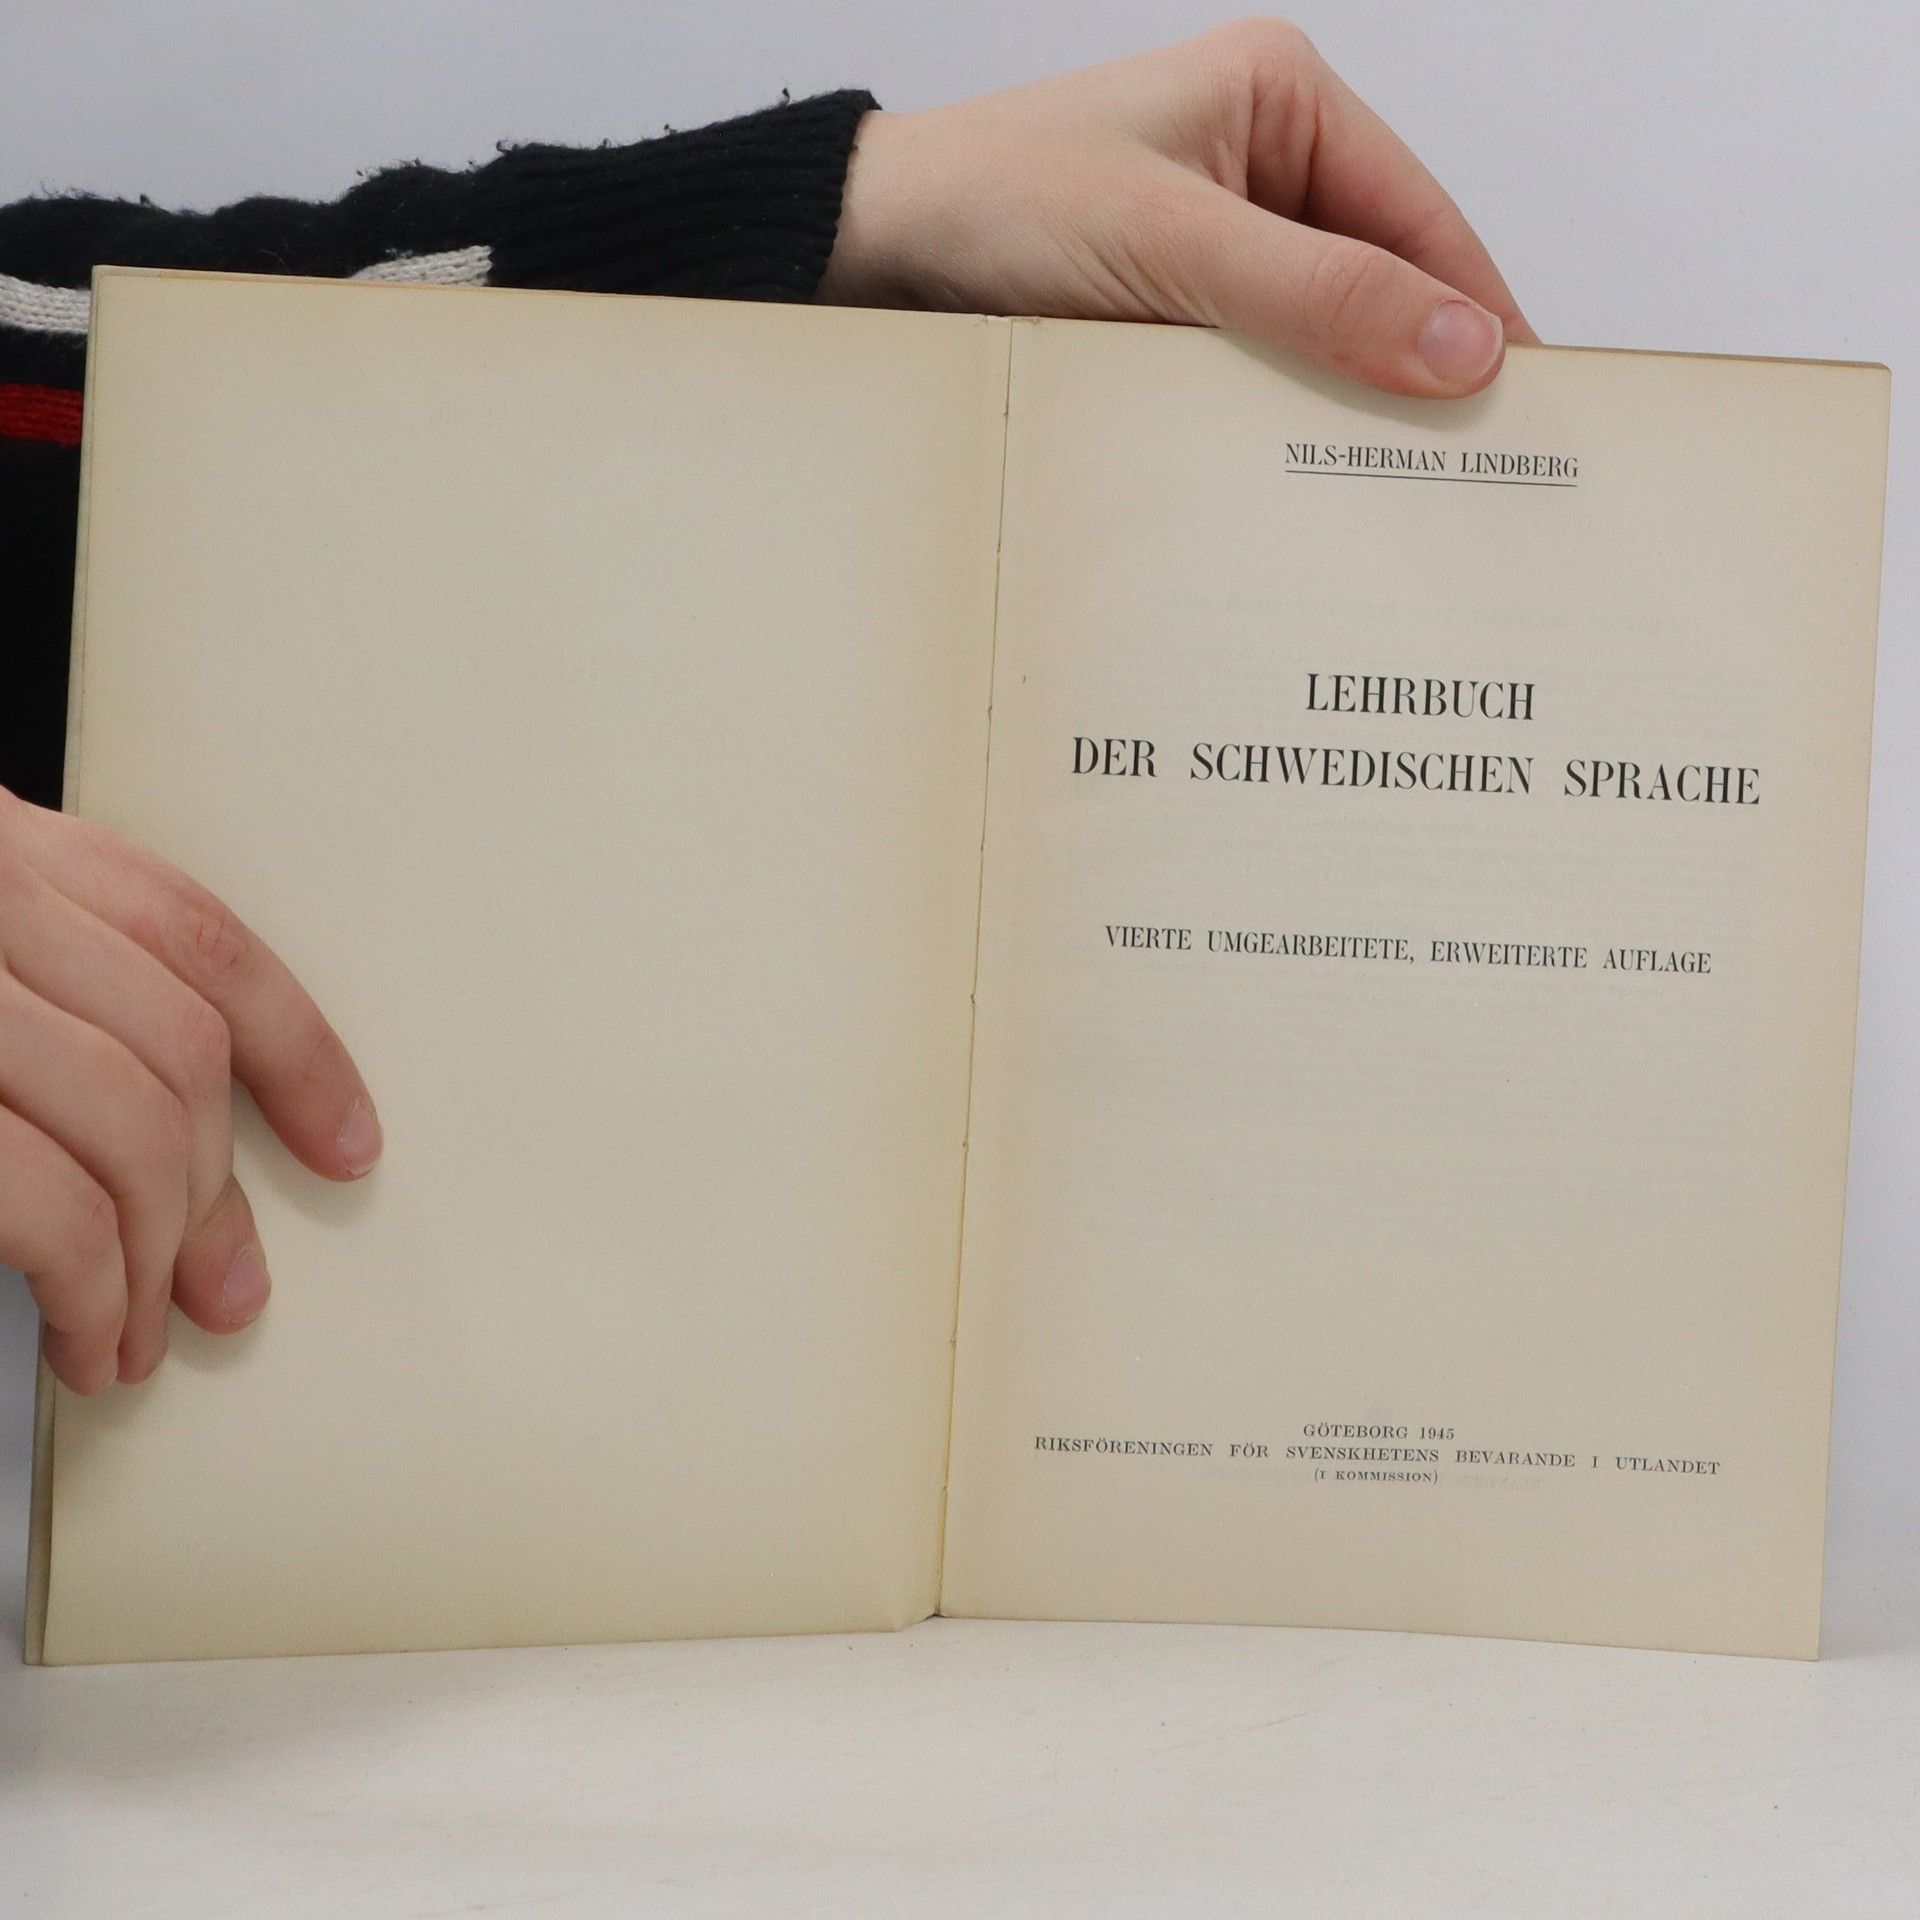 NILS-HERMAN LINDBERG
LEHRBUCH
DER SCHWEDISCHEN SPRACHE
VIERTE UMGEARBEITETE, ERWEITERTE AUFLAGE
GÖTEBORG 1945
RIKSFÖRENINGEN FÖR SVENSKHETENS BEVARANDE I UTLANDET
(I KOMMISSION)